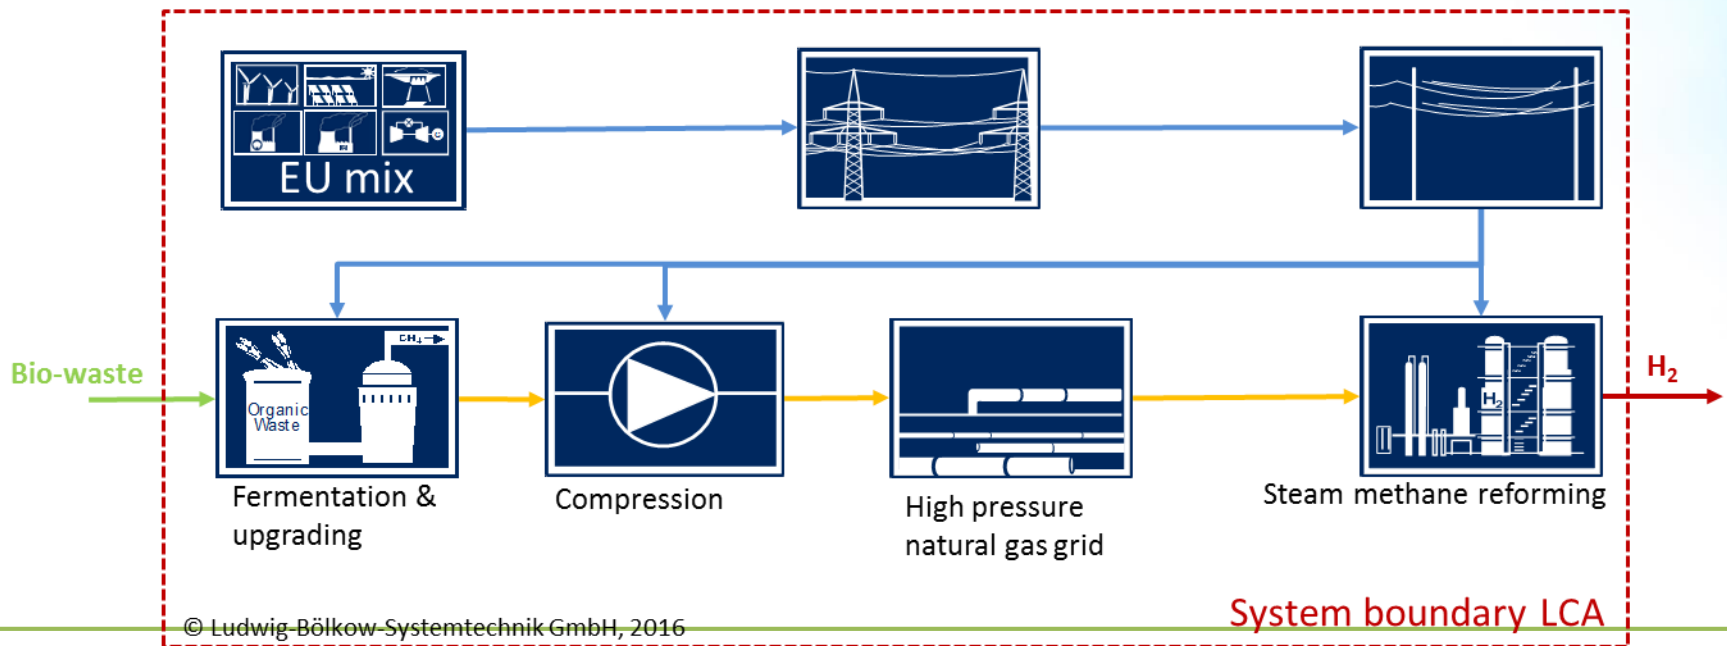 EU mix
Bio-waste
CH₄
Organic
Waste
H₂
H₂
Fermentation &
upgrading
Compression
High pressure
natural gas grid
Steam methane reforming
System boundary LCA
© Ludwig-Bölkow-Systemtechnik GmbH, 2016